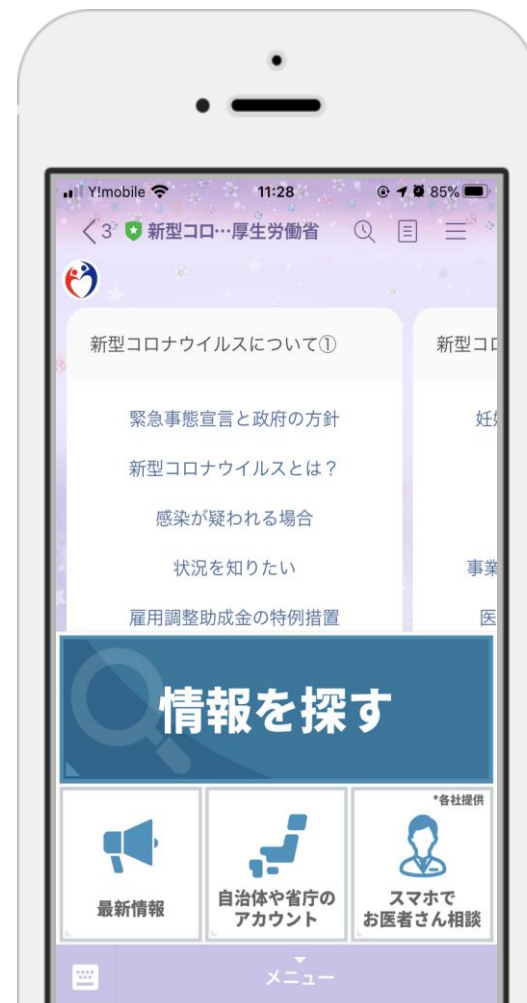 Y!mobile 11:28 85%
3 新型コロ…厚生労働省
新型コロナウイルスについて①
緊急事態宣言と政府の方針
新型コロナウイルスとは？
感染が疑われる場合
状況を知りたい
雇用調整助成金の特例措置
新型コロ
妊
事業
医
情報を探す
最新情報
自治体や省庁の
アカウント
*各社提供
スマホで
お医者さん相談
メニュー